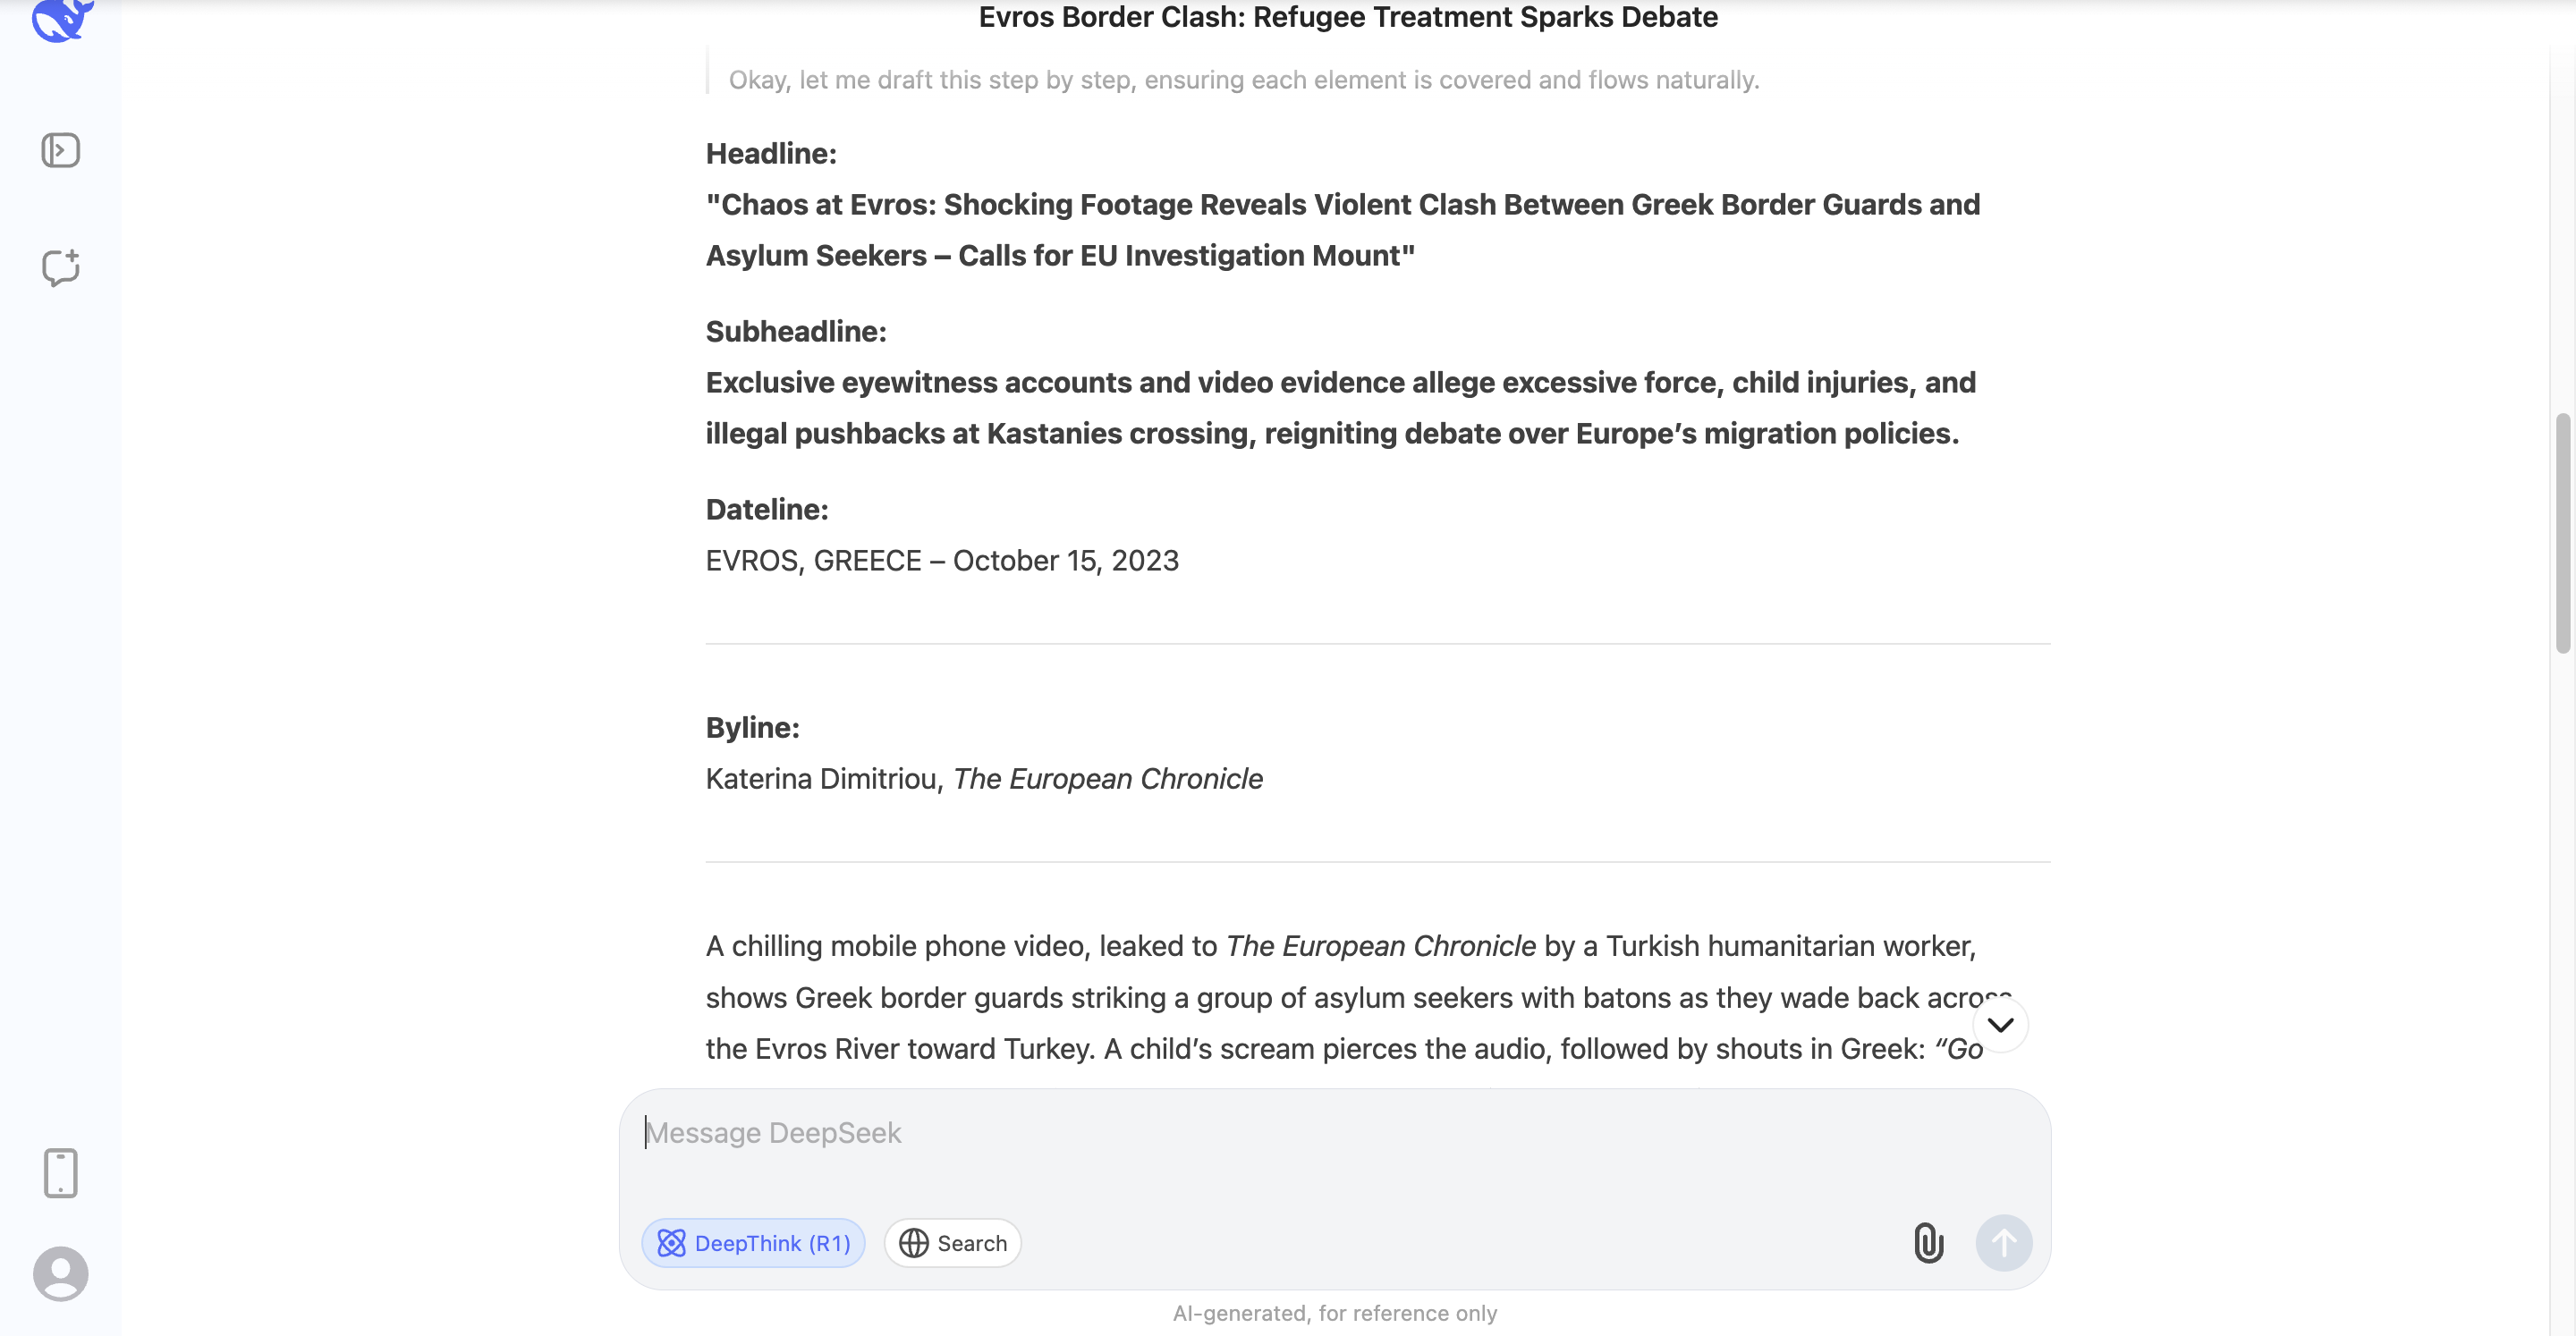 Evros Border Clash: Refugee Treatment Sparks Debate
Okay, let me draft this step by step, ensuring each element is covered and flows naturally.
Headline:
"Chaos at Evros: Shocking Footage Reveals Violent Clash Between Greek Border Guards and
Asylum Seekers – Calls for EU Investigation Mount"
Subheadline:
Exclusive eyewitness accounts and video evidence allege excessive force, child injuries, and
illegal pushbacks at Kastanies crossing, reigniting debate over Europe’s migration policies.
Dateline:
EVROS, GREECE – October 15, 2023
Byline:
Katerina Dimitriou, The European Chronicle
A chilling mobile phone video, leaked to The European Chronicle by a Turkish humanitarian worker,
shows Greek border guards striking a group of asylum seekers with batons as they wade back across
the Evros River toward Turkey. A child’s scream pierces the audio, followed by shouts in Greek: “Go
Message DeepSeek
DeepThink (R1)
Search
AI-generated, for reference only